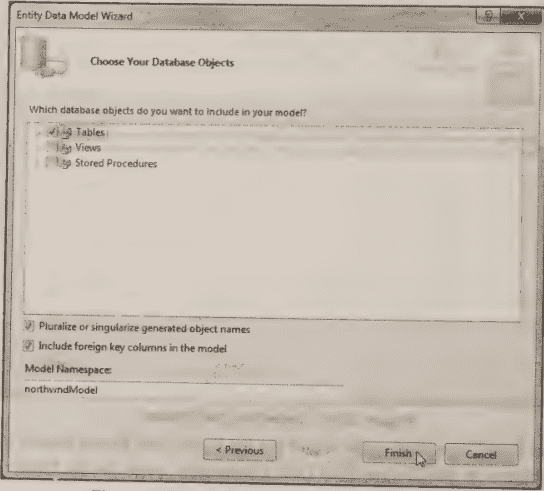 Entity Data Model Wizard
Choose Your Database Objects
Which database objects do you want to include in your model?
Tables
Views
Stored Procedures
Pluralize or singularize generated object names
Include foreign key columns in the model
Model Namespace:
northwndModel
< Previous
Finish
Cancel